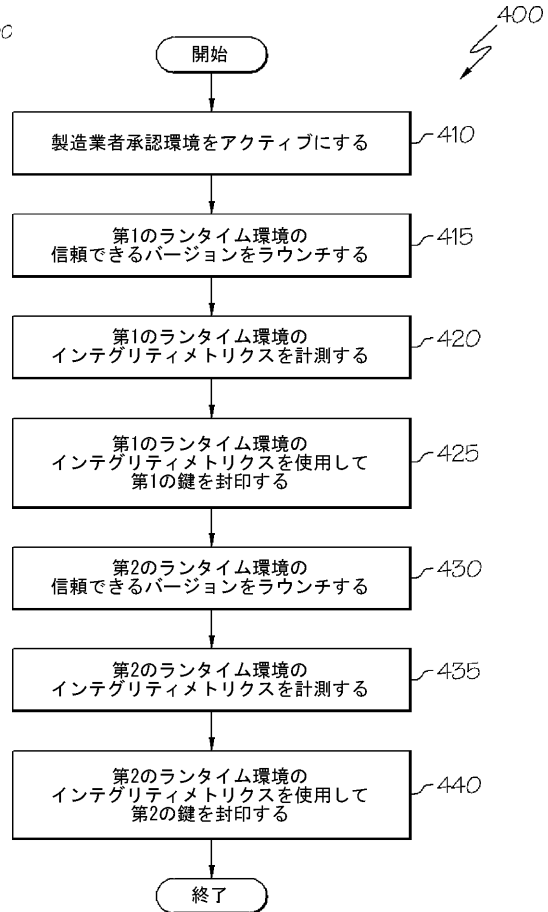 400
開始
製造業者承認環境をアクティブにする
410
第1のランタイム環境の
信頼できるバージョンをラウンチする
415
第1のランタイム環境の
インテグリティメトリクスを計測する
420
第1のランタイム環境の
インテグリティメトリクスを使用して
第1の鍵を封印する
425
第2のランタイム環境の
信頼できるバージョンをラウンチする
430
第2のランタイム環境の
インテグリティメトリクスを計測する
435
第2のランタイム環境の
インテグリティメトリクスを使用して
第2の鍵を封印する
440
終了